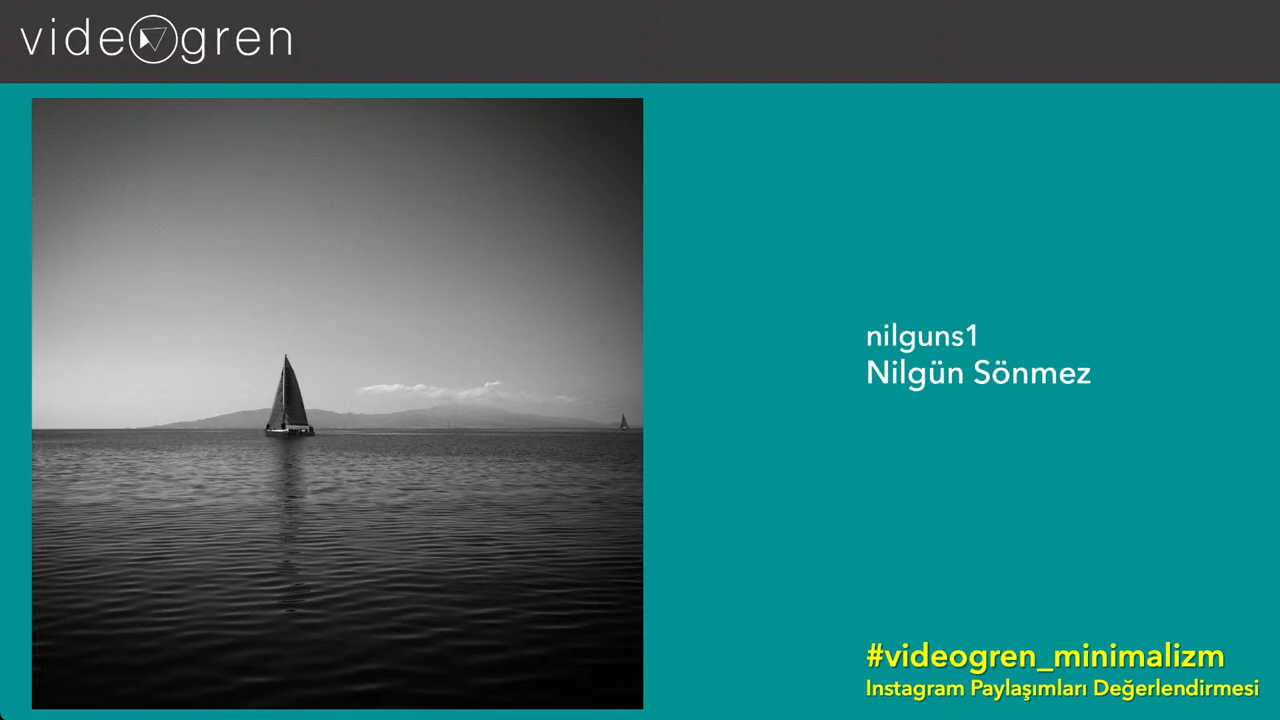 videogren
nilguns1
Nilgün Sönmez
#videogren_minimalizm
Instagram Paylaşımları Değerlendirmesi